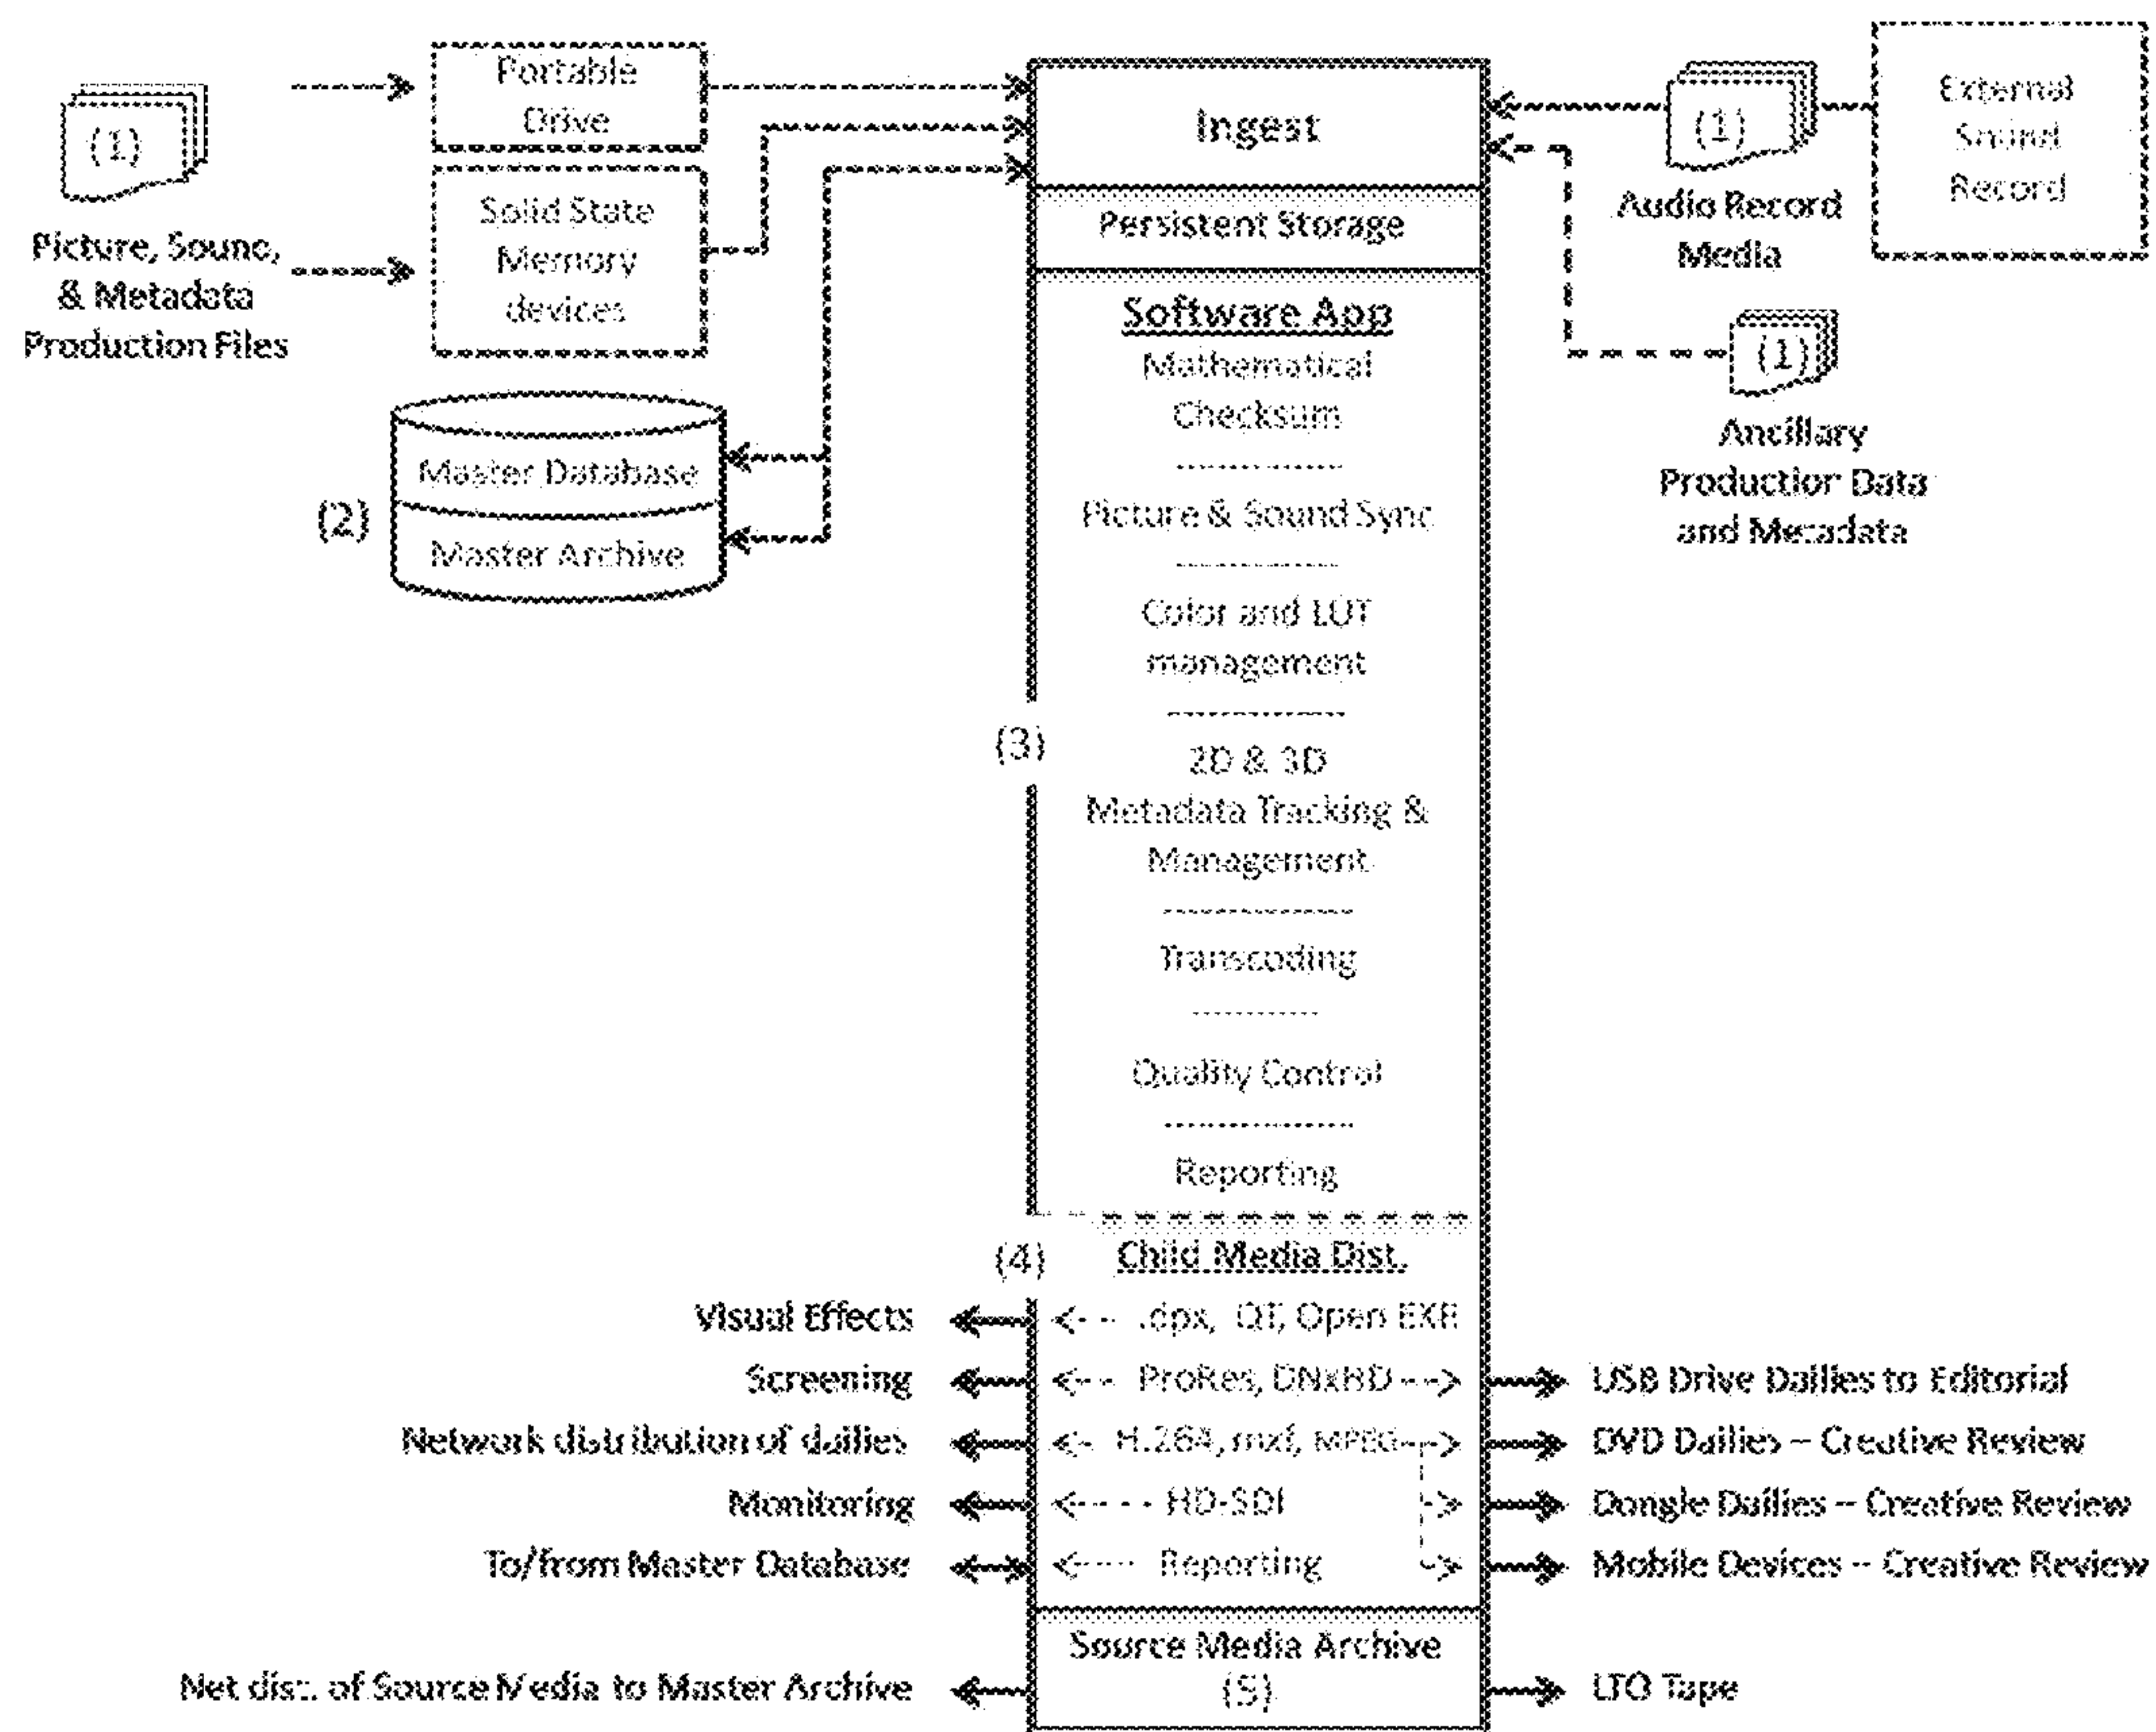 (1)
Picture, Sound,
& Metadata
Production Files
Portable
Drive
Solid State
Memory
devices
(2)
Master Database
Master Archive
Ingest
Persistent Storage
Software App
Mathematical
Checksum
Picture & Sound Sync
Color and LUT
management
(3)
2D & 3D
Metadata Tracking &
Management
Transcoding
Quality Control
Reporting
(1)
Audio Record
Media
External
Sound
Record
(1)
Ancillary
Production Data
and Metadata
(4)
Child Media Dist.
Visual Effects
.dpx, QT, Open EXR
Screening
ProRes, DNxHD
USB Drive Dailies to Editorial
Network distribution of dailies
H.264, mxf, MPEG
DVD Dailies – Creative Review
Monitoring
HD-SDI
Dongle Dailies – Creative Review
To/from Master Database
Reporting
Mobile Devices – Creative Review
Source Media Archive
(5)
Net dist. of Source Media to Master Archive
LTO Tape